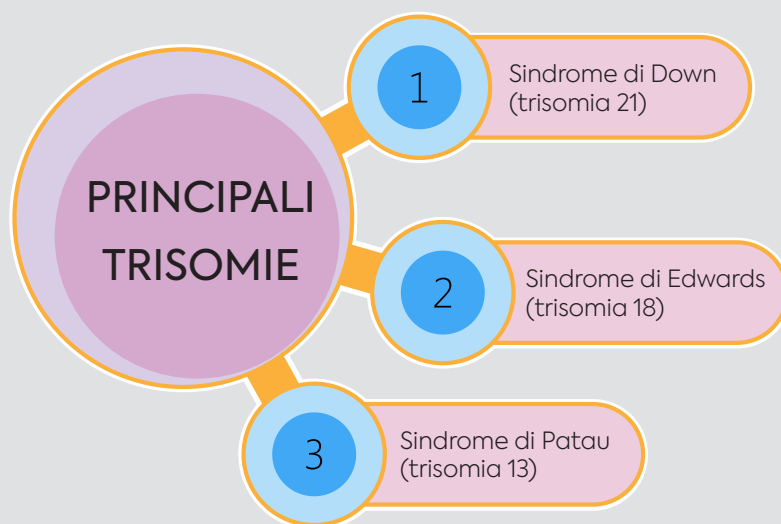 PRINCIPALI
TRISOMIE
1
Sindrome di Down
(trisomia 21)
2
Sindrome di Edwards
(trisomia 18)
3
Sindrome di Patau
(trisomia 13)